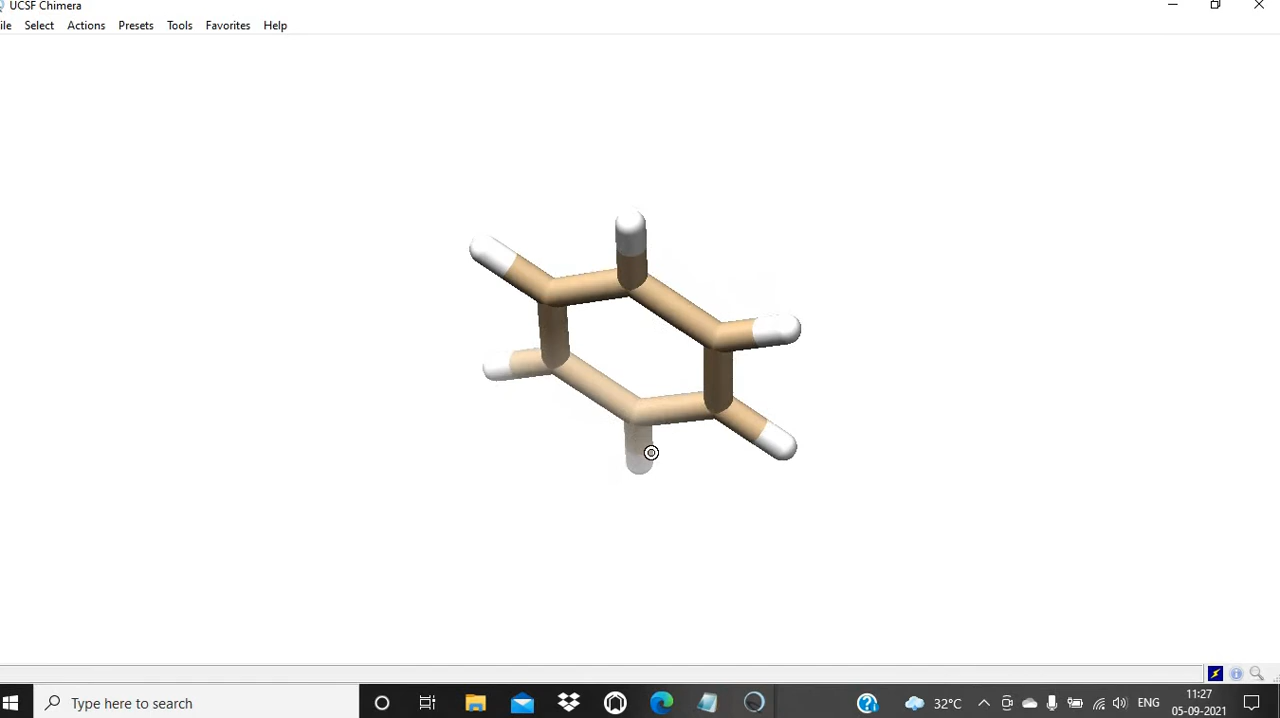 UCSF Chimera
ile Select Actions Presets Tools Favorites Help
Type here to search
32°C
ENG
11:27
05-09-2021